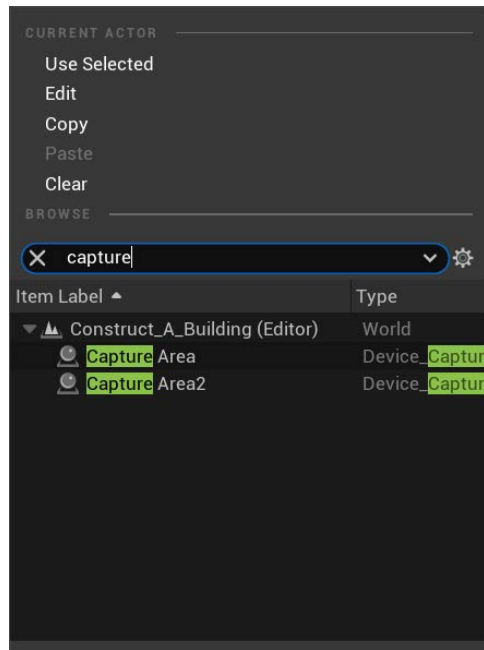 CURRENT ACTOR
Use Selected
Edit
Copy
Paste
Clear
BROWSE
capture
Item Label Type
Construct_A_Building (Editor) World
Capture Area Device_Captur
Capture Area2 Device_Captur